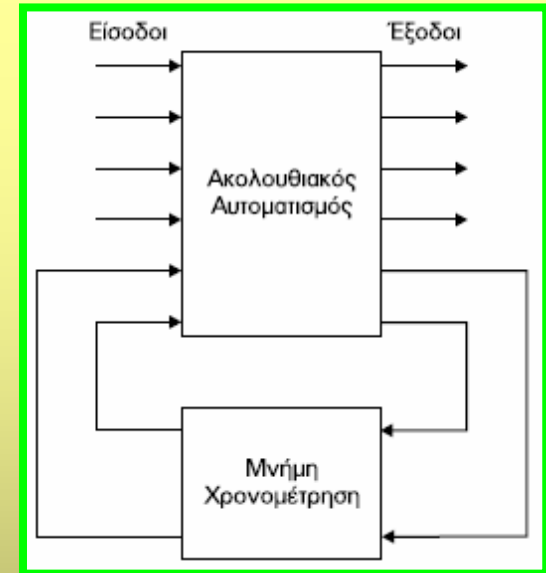 Είσοδοι
Έξοδοι
Ακολουθιακός
Αυτοματισμός
Μνήμη
Χρονομέτρηση